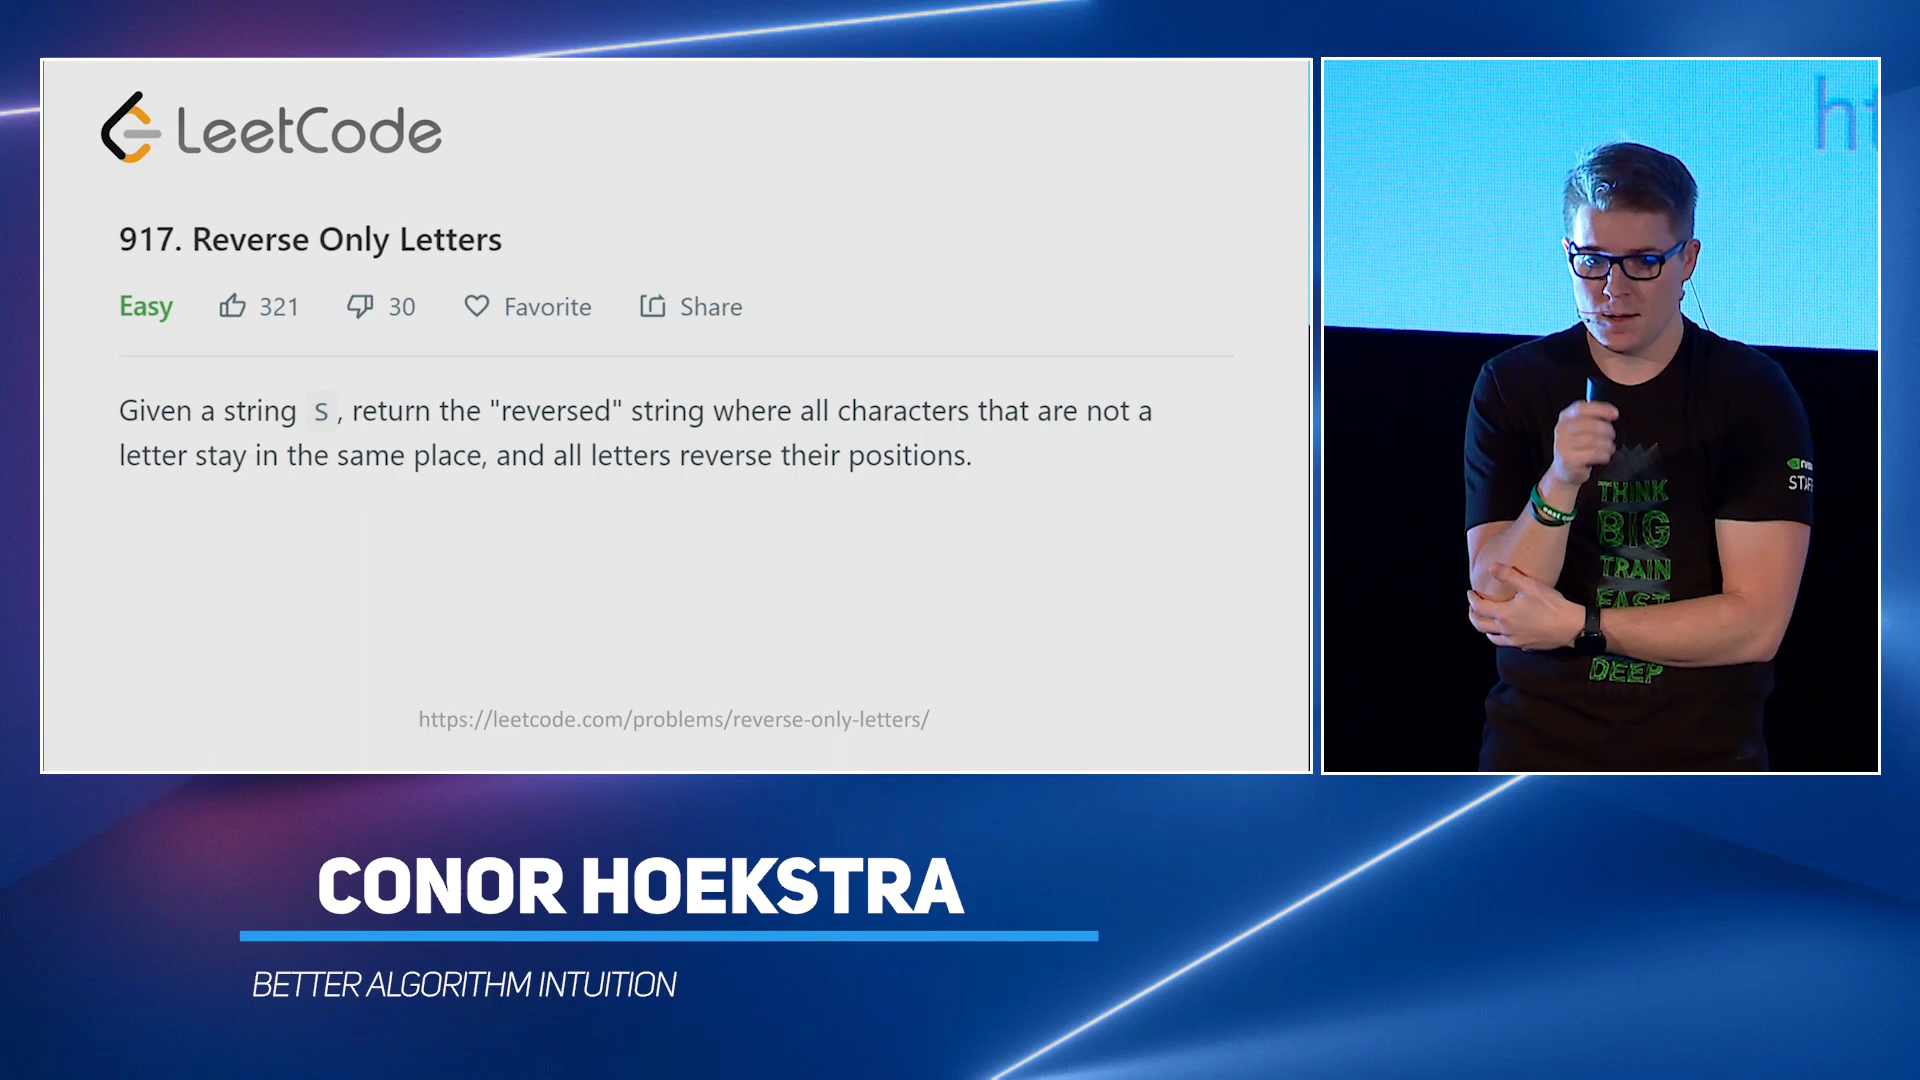 LeetCode
917. Reverse Only Letters
Easy 321 30 Favorite Share
Given a string S, return the "reversed" string where all characters that are not a
letter stay in the same place, and all letters reverse their positions.
https://leetcode.com/problems/reverse-only-letters/
THINK
BIG
TRAIN
FAST
DEEP
CONOR HOEKSTRA
BETTER ALGORITHM INTUITION